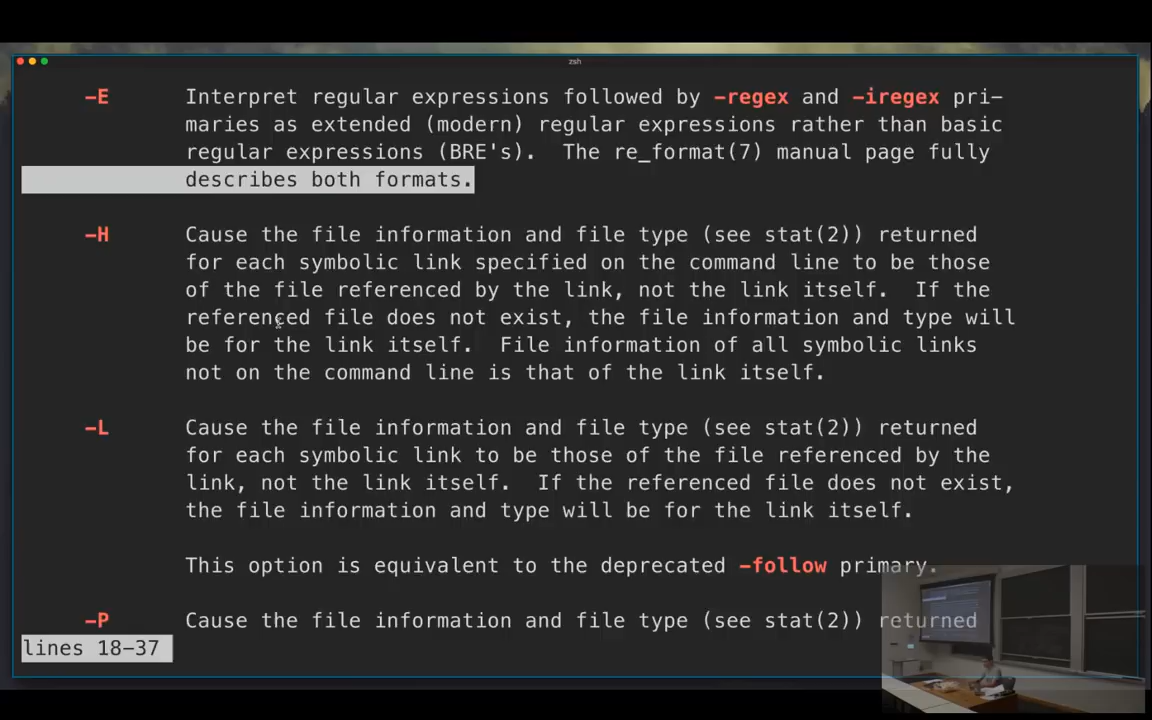 zsh
-E Interpret regular expressions followed by -regex and -iregex pri-
maries as extended (modern) regular expressions rather than basic
regular expressions (BRE's).  The re_format(7) manual page fully
describes both formats.
-H Cause the file information and file type (see stat(2)) returned
for each symbolic link specified on the command line to be those
of the file referenced by the link, not the link itself.  If the
referenced file does not exist, the file information and type will
be for the link itself.  File information of all symbolic links
not on the command line is that of the link itself.
-L Cause the file information and file type (see stat(2)) returned
for each symbolic link to be those of the file referenced by the
link, not the link itself.  If the referenced file does not exist,
the file information and type will be for the link itself.
This option is equivalent to the deprecated -follow primary.
-P Cause the file information and file type (see stat(2)) returned
lines 18-37